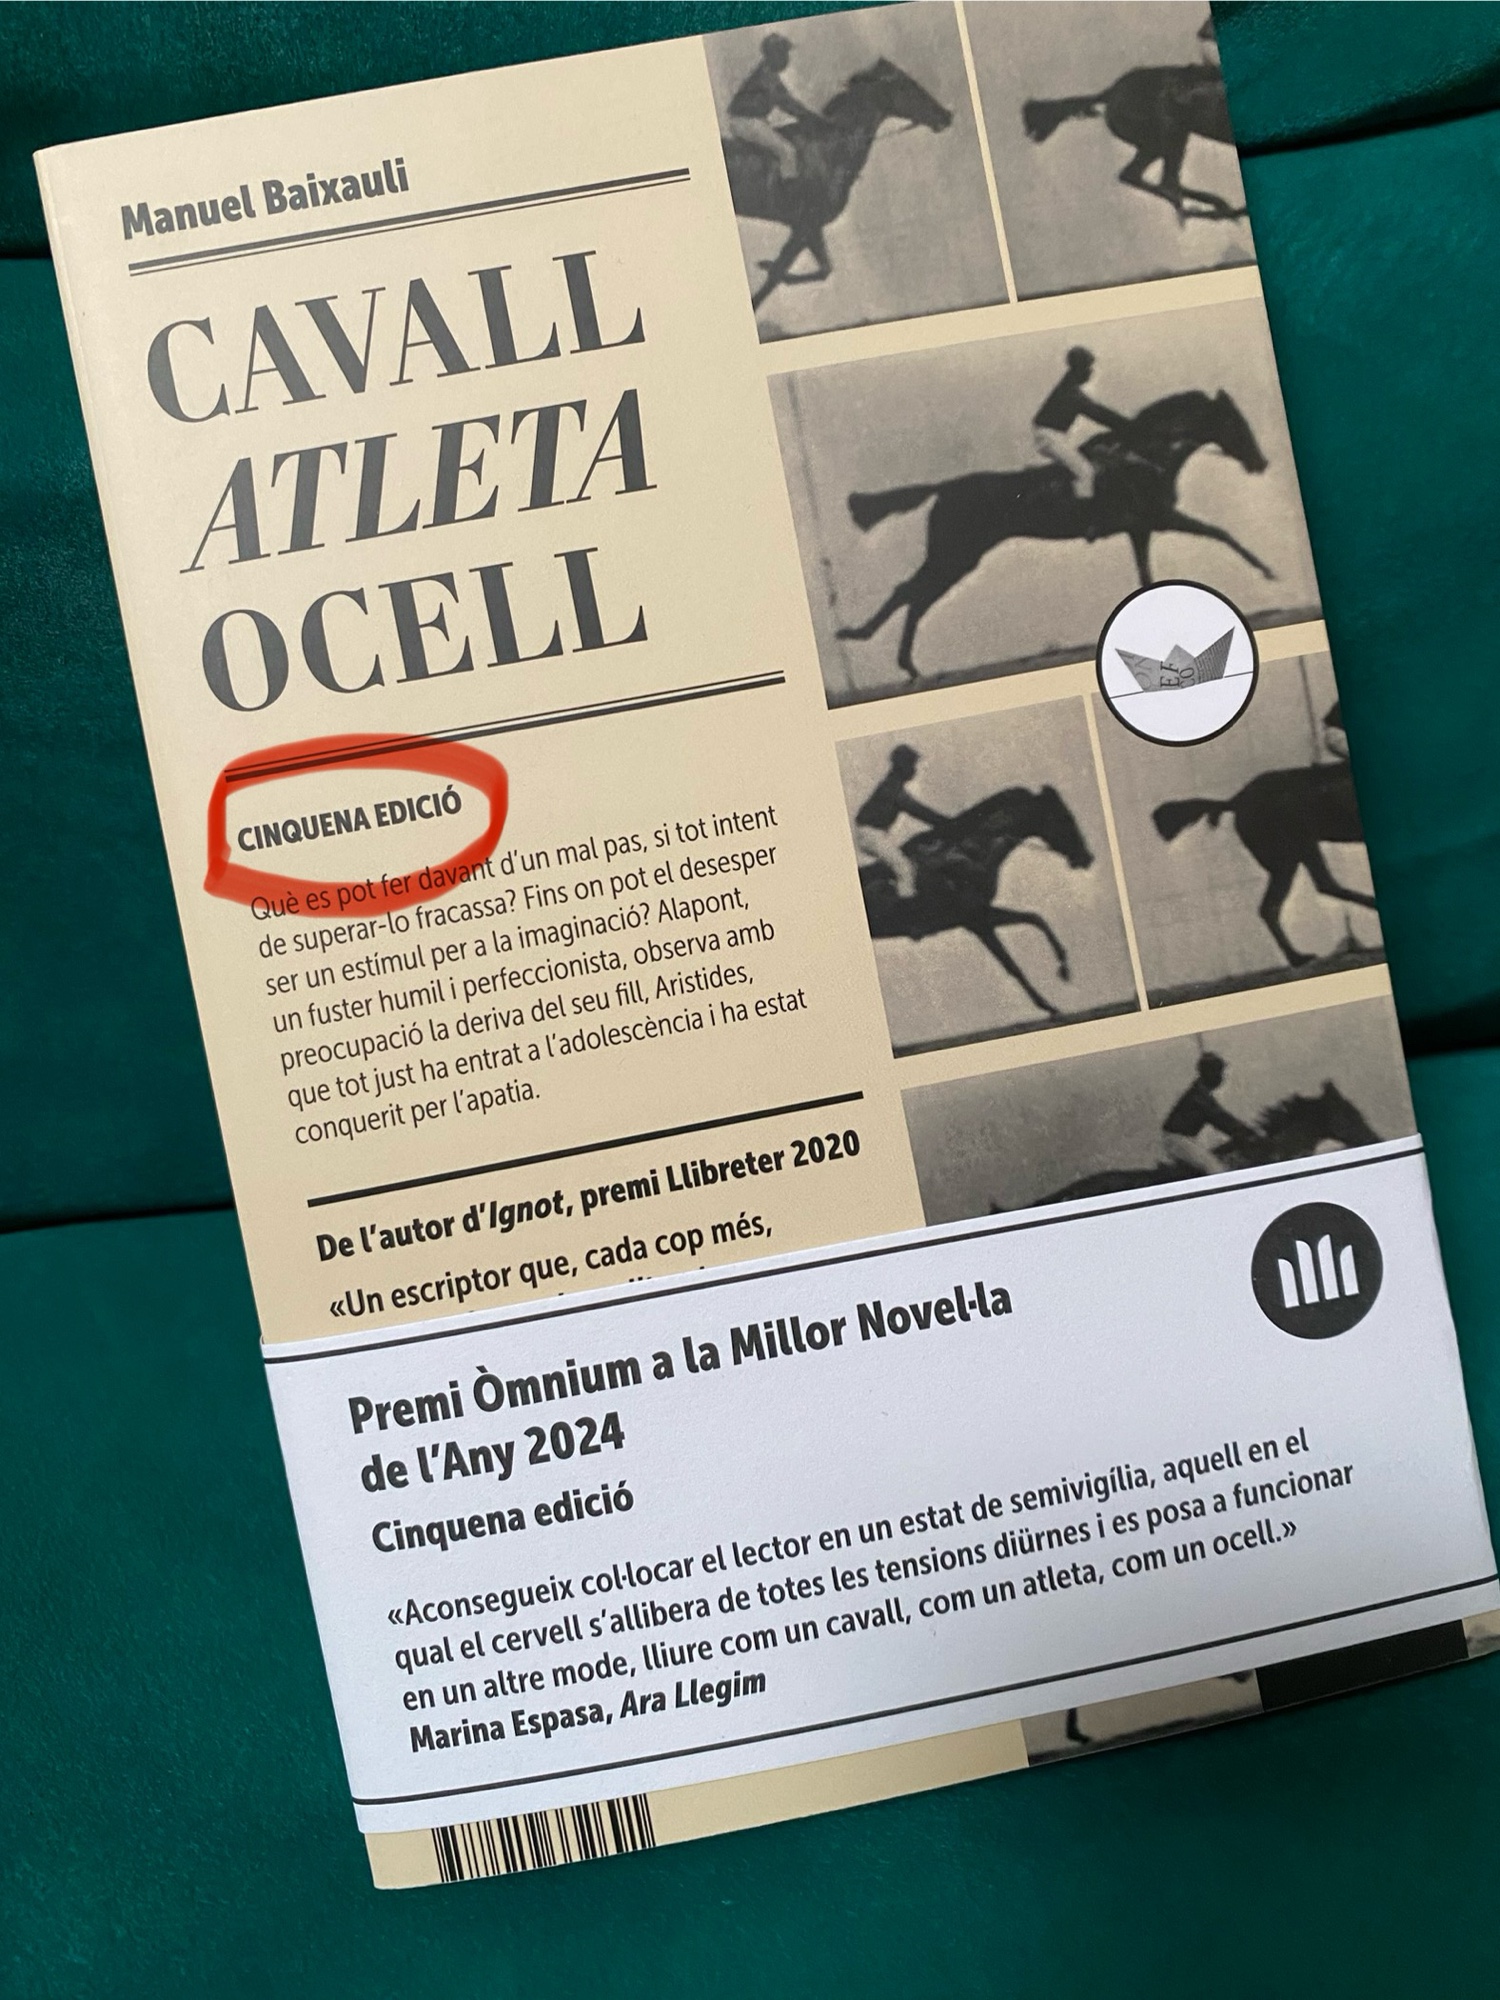 Manuel Baixauli
CAVALL
ATLETA
OCELL
CINQUENA EDICIÓ
Què es pot fer davant d'un mal pas, si tot intent
de superar-lo fracassa? Fins on pot el desesper
ser un estímul per a la imaginació? Alapont,
un fuster humil i perfeccionista, observa amb
preocupació la deriva del seu fill, Aristides,
que tot just ha entrat a l'adolescència i ha estat
conquerit per l'apatia.
De l'autor d'Ignot, premi Llibreter 2020
«Un escriptor que, cada cop més,
Premi Òmnium a la Millor Novel·la
de l'Any 2024
Cinquena edició
«Aconsegueix col·locar el lector en un estat de semivigília, aquell en el
qual el cervell s'allibera de totes les tensions diürnes i es posa a funcionar
en un altre mode, lliure com un cavall, com un atleta, com un ocell.»
Marina Espasa, Ara Llegim